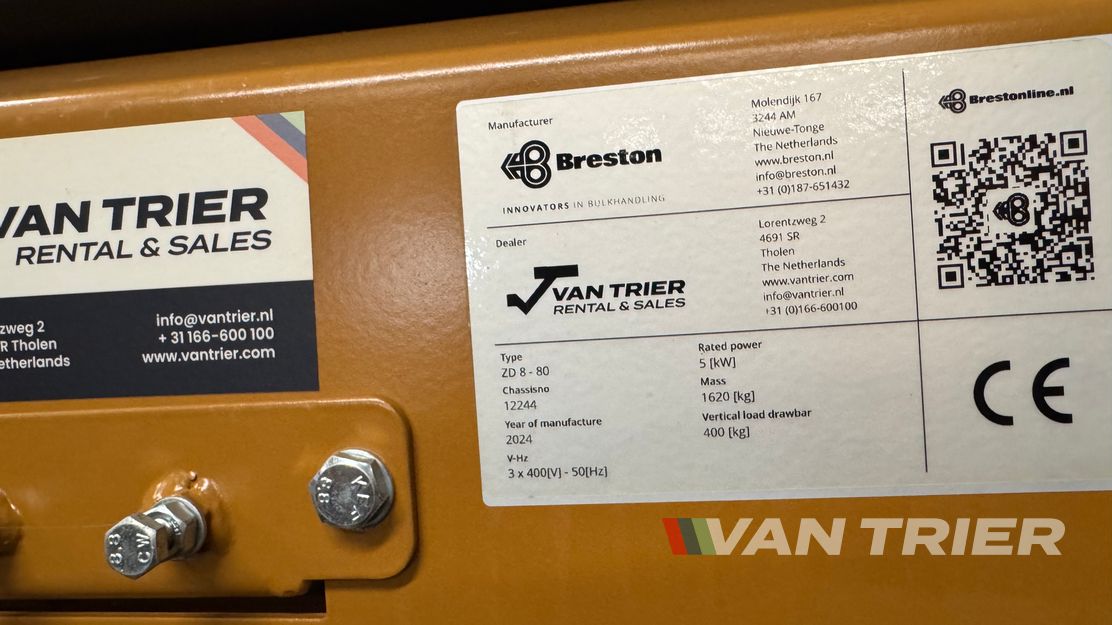 VAN TRIER
RENTAL & SALES
zweg 2
R Tholen
etherlands
info@vantrier.nl
+ 31 166-600 100
www.vantrier.com
Manufacturer
Breston
INNOVATORS IN BULKHANDLING
Molendijk 167
3244 AM
Nieuwe-Tonge
The Netherlands
www.breston.nl
info@breston.nl
+31 (0)187-651432
Brestonline.nl
Dealer
VAN TRIER
RENTAL & SALES
Lorentzweg 2
4691 SR
Tholen
The Netherlands
www.vantrier.com
info@vantrier.nl
+31 (0)166-600100
Type
ZD 8 - 80
Chassisno
12244
Year of manufacture
2024
V-Hz
3 x 400[V] - 50[Hz]
Rated power
5 [kW]
Mass
1620 [kg]
Vertical load drawbar
400 [kg]
CE
8.8
CW
8.8
VAN TRIER